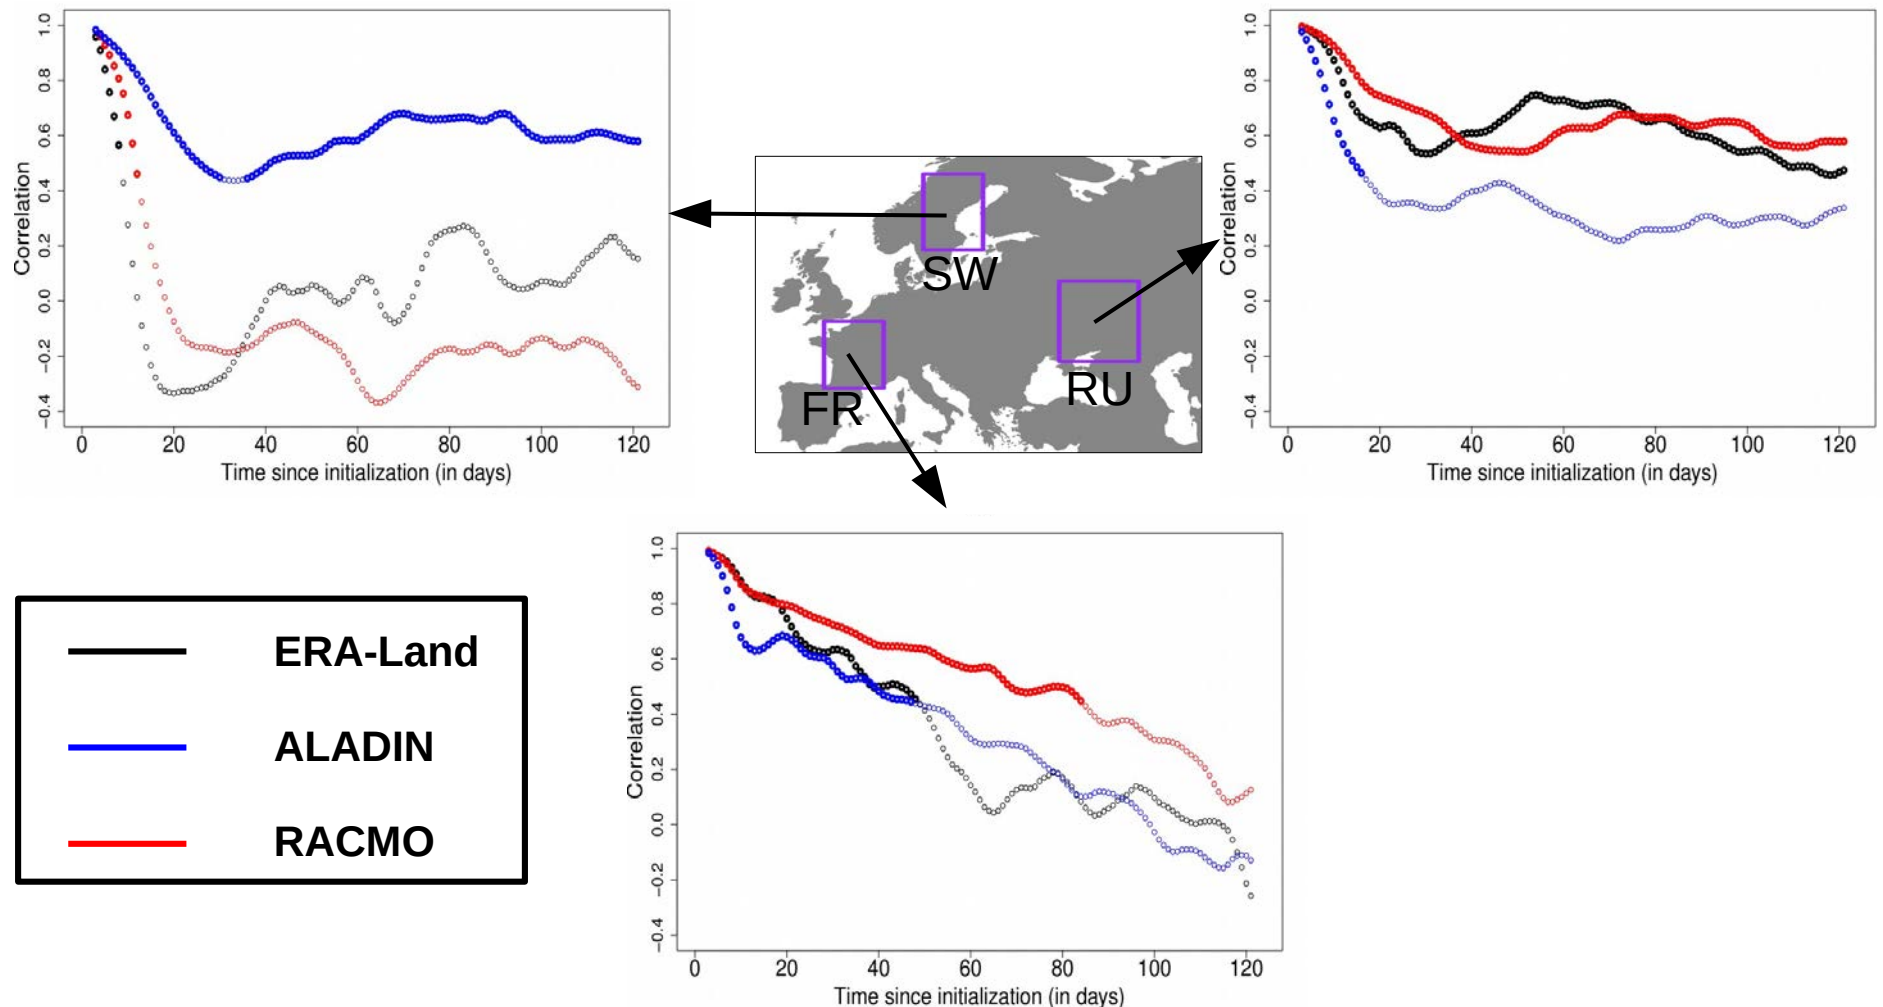 1.0
0.8
0.6
0.4
0.2
0.0
−0.2
−0.4
Correlation
0 20 40 60 80 100 120
Time since initialization (in days)
SW
FR
RU
1.0
0.8
0.6
0.4
0.2
0.0
−0.2
−0.4
Correlation
0 20 40 60 80 100 120
Time since initialization (in days)
ERA-Land
ALADIN
RACMO
1.0
0.8
0.6
0.4
0.2
0.0
−0.2
−0.4
Correlation
0 20 40 60 80 100 120
Time since initialization (in days)